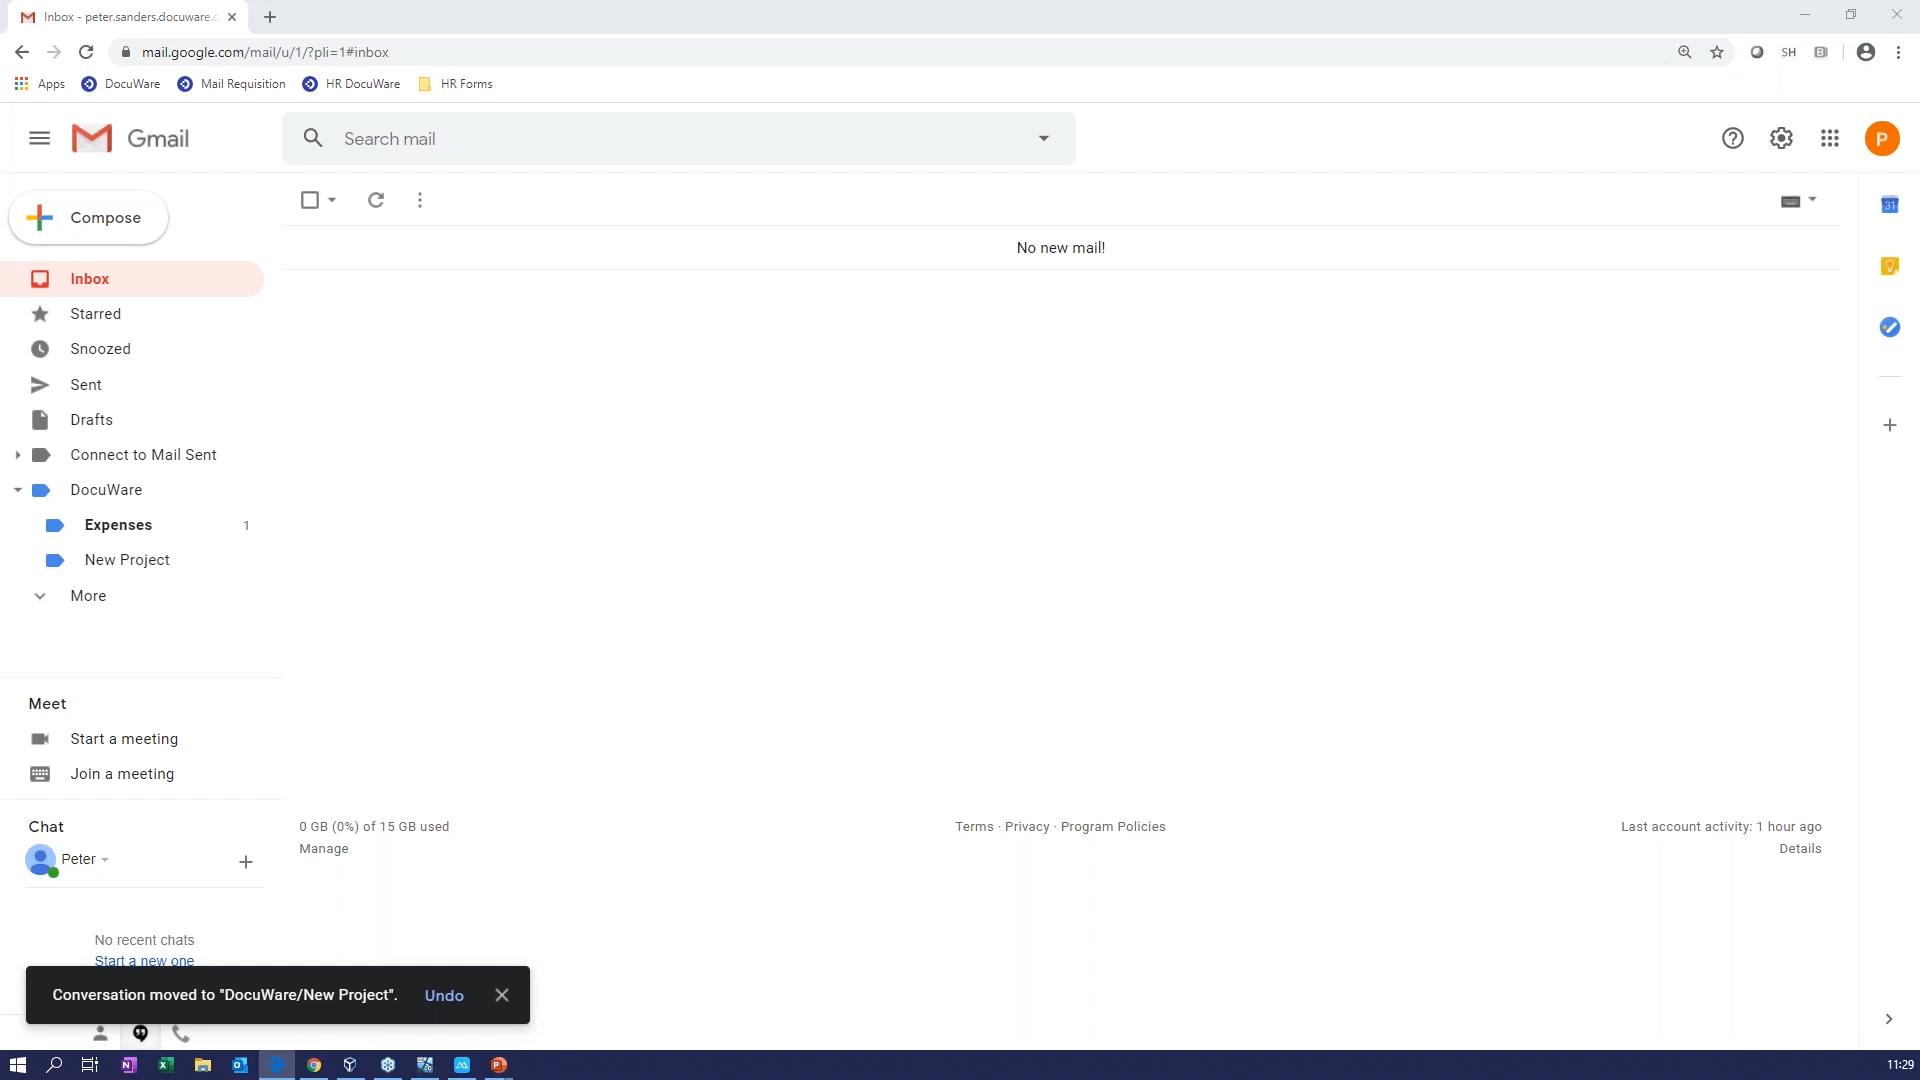 Inbox - peter.sanders.docuware.c
mail.google.com/mail/u/1/?pli=1#inbox
SH
Apps
DocuWare
Mail Requisition
HR DocuWare
HR Forms
Gmail
Search mail
P
Compose
No new mail!
31
Inbox
Starred
Snoozed
Sent
Drafts
Connect to Mail Sent
DocuWare
Expenses 1
New Project
More
Meet
Start a meeting
Join a meeting
Chat
Peter
No recent chats
Start a new one
0 GB (0%) of 15 GB used
Manage
Terms · Privacy · Program Policies
Last account activity: 1 hour ago
Details
Conversation moved to "DocuWare/New Project". Undo
11:29